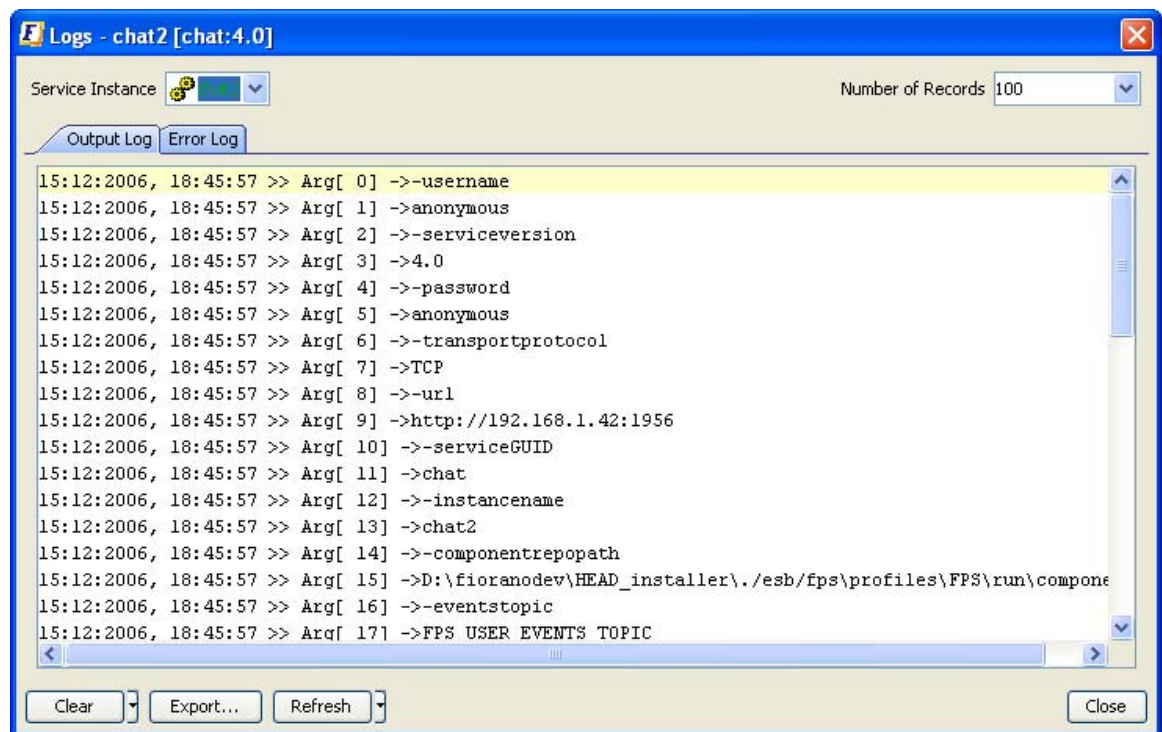 Logs - chat2 [chat:4.0]
Service Instance
Number of Records 100
Output Log Error Log
15:12:2006, 18:45:57 >> Arg[ 0] ->-username
15:12:2006, 18:45:57 >> Arg[ 1] ->anonymous
15:12:2006, 18:45:57 >> Arg[ 2] ->-serviceversion
15:12:2006, 18:45:57 >> Arg[ 3] ->4.0
15:12:2006, 18:45:57 >> Arg[ 4] ->-password
15:12:2006, 18:45:57 >> Arg[ 5] ->anonymous
15:12:2006, 18:45:57 >> Arg[ 6] ->-transportprotocol
15:12:2006, 18:45:57 >> Arg[ 7] ->TCP
15:12:2006, 18:45:57 >> Arg[ 8] ->-url
15:12:2006, 18:45:57 >> Arg[ 9] ->http://192.168.1.42:1956
15:12:2006, 18:45:57 >> Arg[ 10] ->-serviceGUID
15:12:2006, 18:45:57 >> Arg[ 11] ->chat
15:12:2006, 18:45:57 >> Arg[ 12] ->-instancename
15:12:2006, 18:45:57 >> Arg[ 13] ->chat2
15:12:2006, 18:45:57 >> Arg[ 14] ->-componentrepopath
15:12:2006, 18:45:57 >> Arg[ 15] ->D:\fioranodev\HEAD_installer\./esb/fps\profiles\FPS\run\compone
15:12:2006, 18:45:57 >> Arg[ 16] ->-eventstopic
15:12:2006, 18:45:57 >> Arg[ 17] ->FPS_USER_EVENTS_TOPIC
Clear Export... Refresh Close